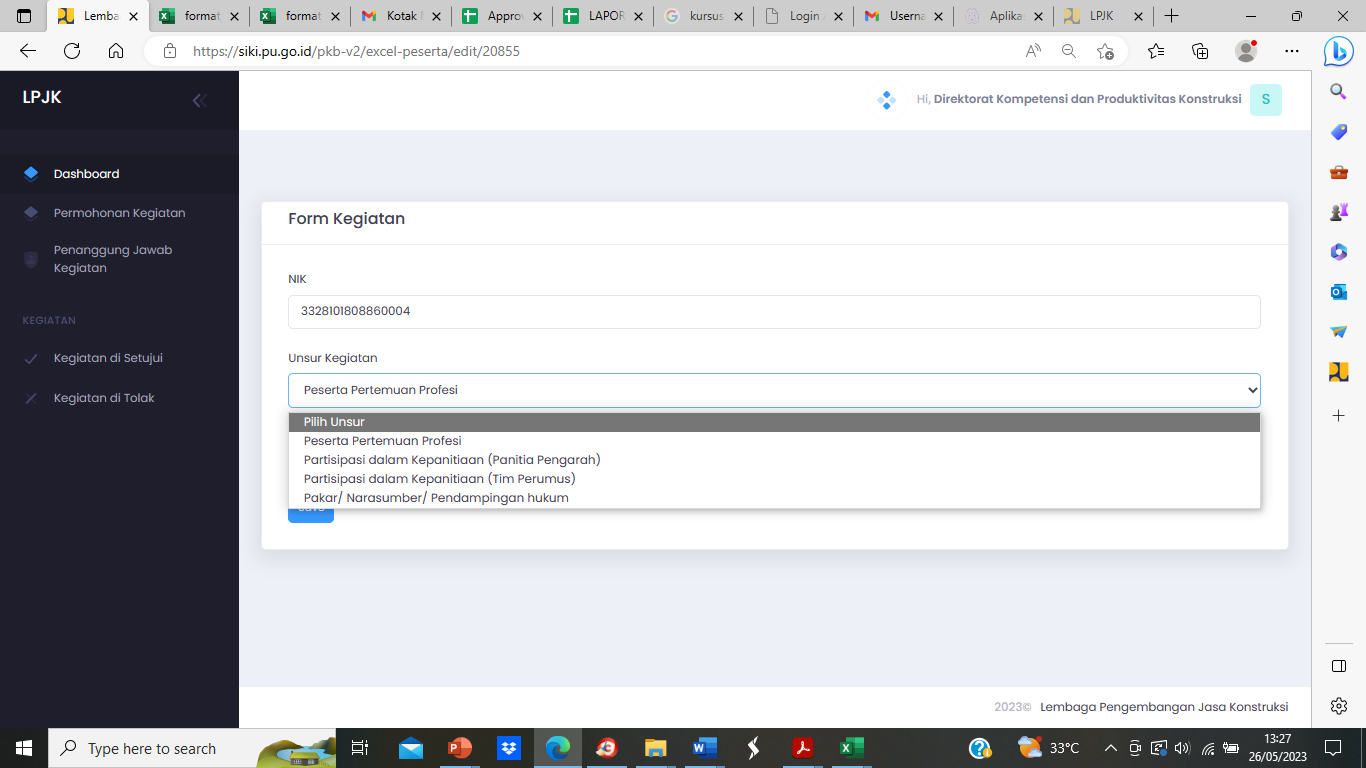 Lemba
format
format
Kotak
Appro
LAPOR
kursus
Login
Userna
Aplika
LPJK
https://siki.pu.go.id/pkb-v2/excel-peserta/edit/20855
LPJK
Hi, Direktorat Kompetensi dan Produktivitas Konstruksi S
Dashboard
Permohonan Kegiatan
Penanggung Jawab
Kegiatan
KEGIATAN
Kegiatan di Setujui
Kegiatan di Tolak
Form Kegiatan
NIK
3328101808860004
Unsur Kegiatan
Peserta Pertemuan Profesi
Pilih Unsur
Peserta Pertemuan Profesi
Partisipasi dalam Kepanitiaan (Panitia Pengarah)
Partisipasi dalam Kepanitiaan (Tim Perumus)
Pakar/ Narasumber/ Pendampingan hukum
Save
2023© Lembaga Pengembangan Jasa Konstruksi
Type here to search
33°C
13:27
26/05/2023